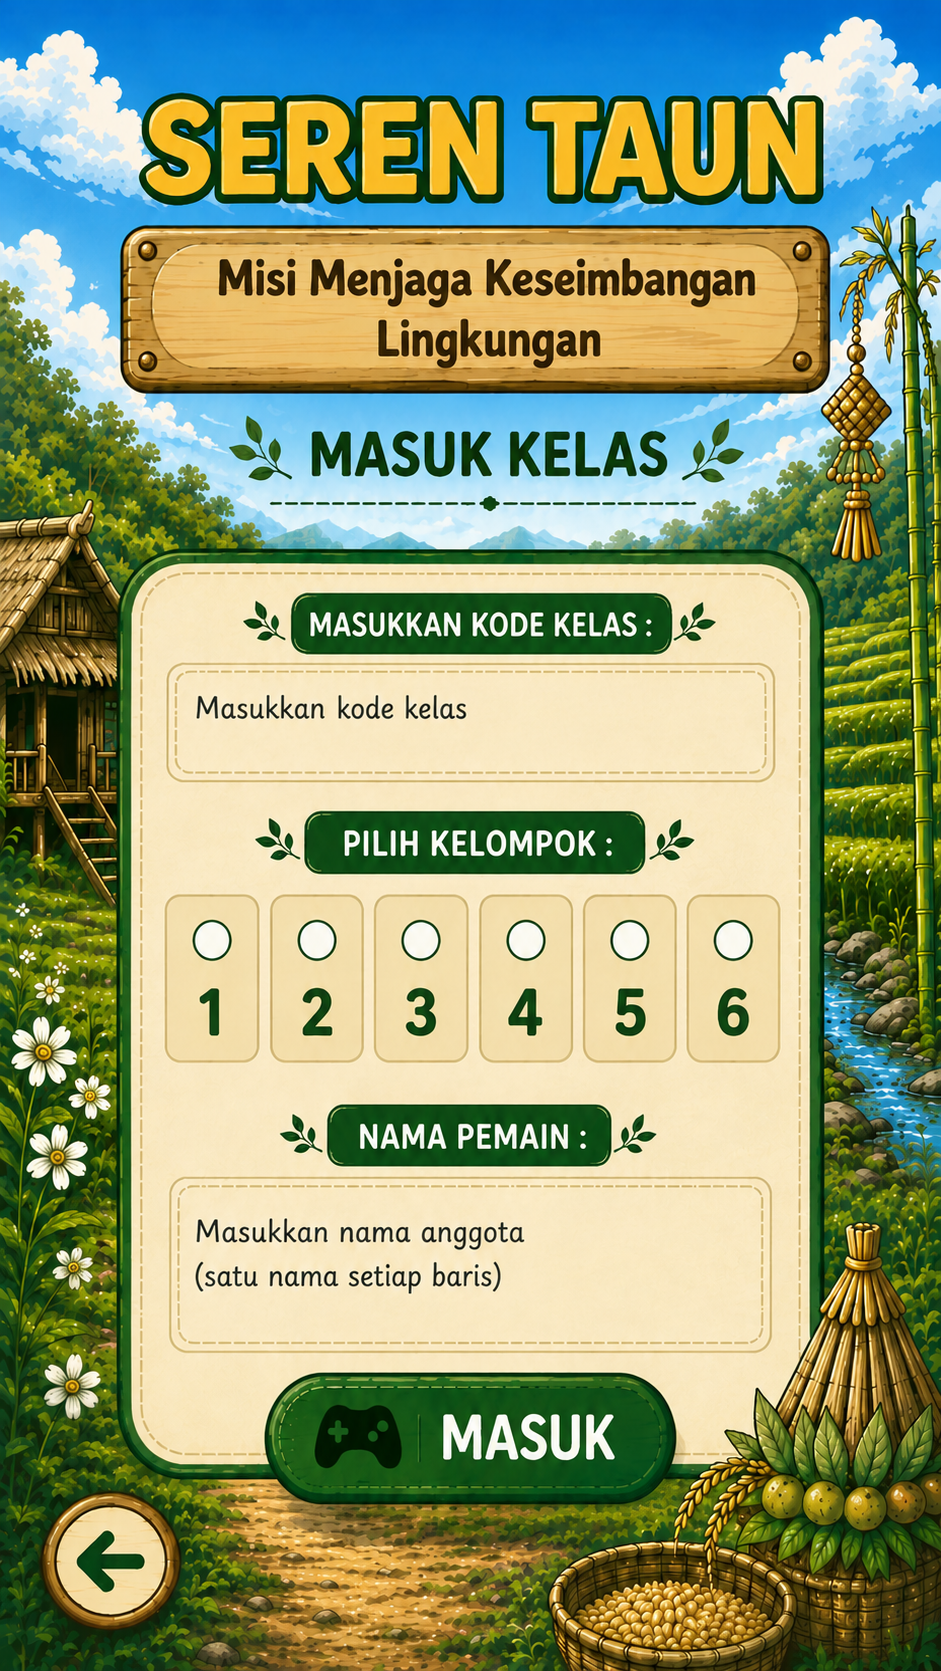 SEREN TAUN
Misi Menjaga Keseimbangan
Lingkungan
MASUK KELAS
MASUKKAN KODE KELAS :
Masukkan kode kelas
PILIH KELOMPOK :
1 2 3 4 5 6
NAMA PEMAIN :
Masukkan nama anggota
(satu nama setiap baris)
MASUK